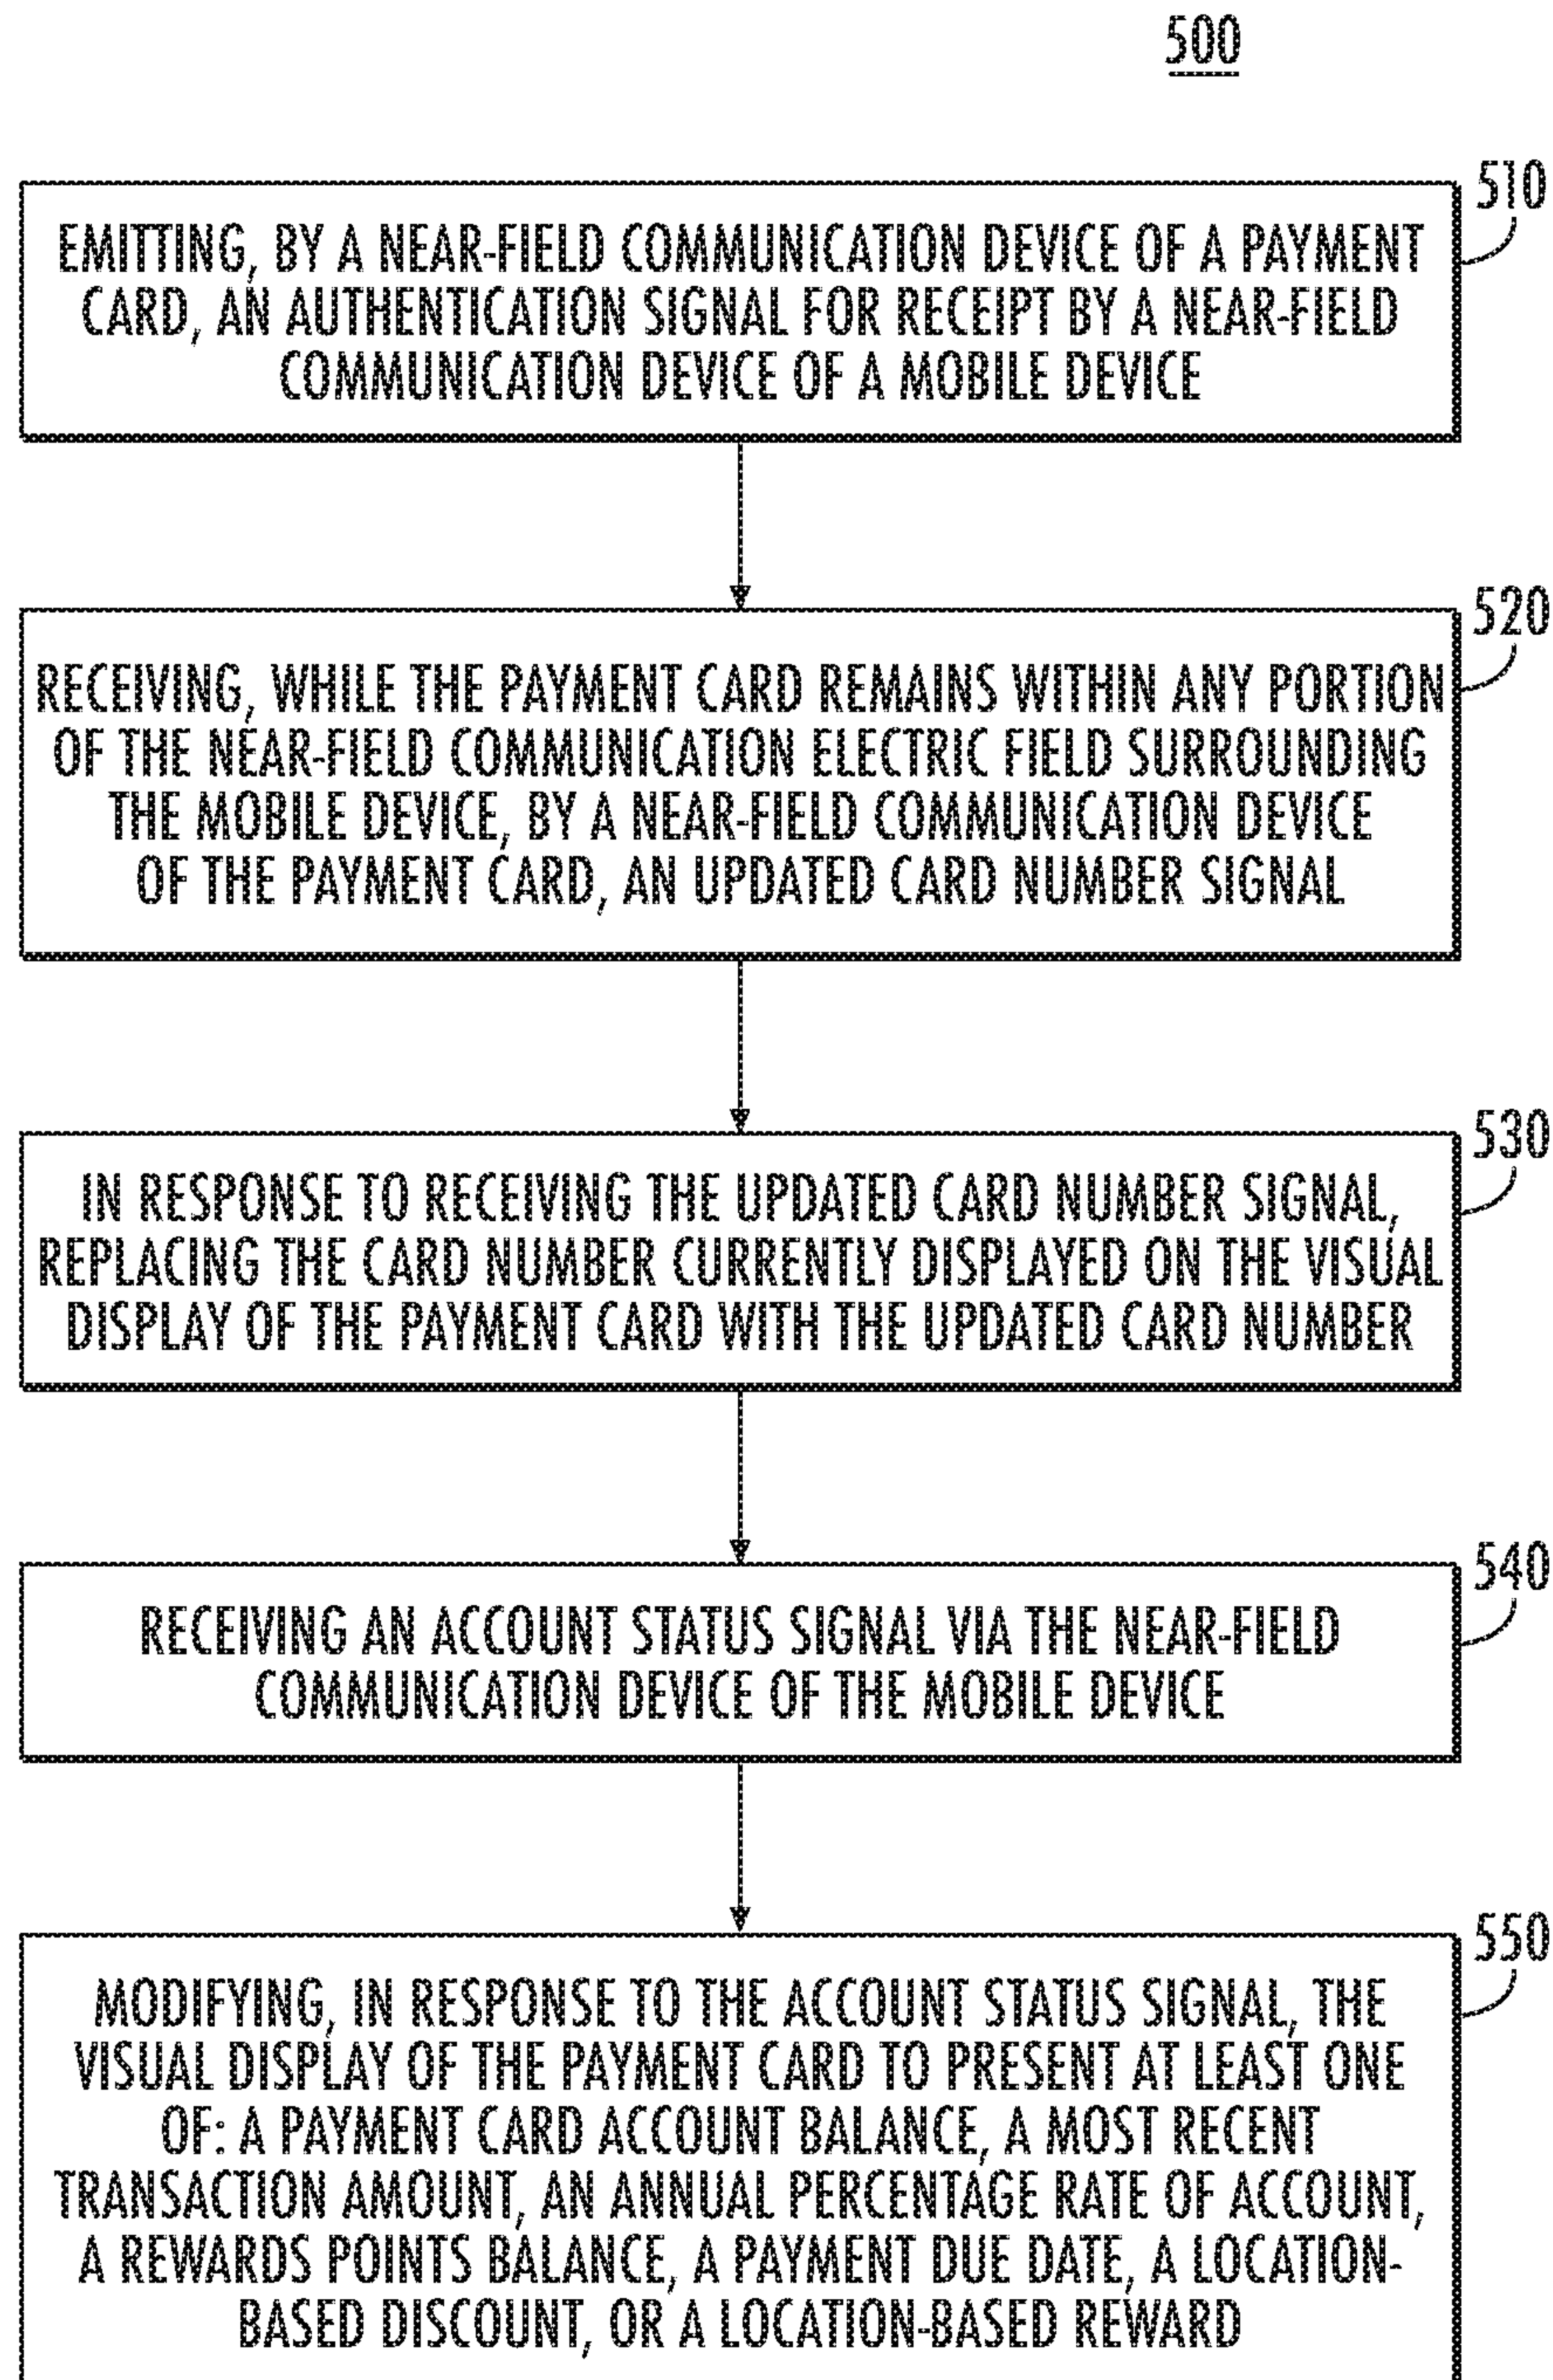 500
510
EMITTING, BY A NEAR-FIELD COMMUNICATION DEVICE OF A PAYMENT
CARD, AN AUTHENTICATION SIGNAL FOR RECEIPT BY A NEAR-FIELD
COMMUNICATION DEVICE OF A MOBILE DEVICE
520
RECEIVING, WHILE THE PAYMENT CARD REMAINS WITHIN ANY PORTION
OF THE NEAR-FIELD COMMUNICATION ELECTRIC FIELD SURROUNDING
THE MOBILE DEVICE, BY A NEAR-FIELD COMMUNICATION DEVICE
OF THE PAYMENT CARD, AN UPDATED CARD NUMBER SIGNAL
530
IN RESPONSE TO RECEIVING THE UPDATED CARD NUMBER SIGNAL,
REPLACING THE CARD NUMBER CURRENTLY DISPLAYED ON THE VISUAL
DISPLAY OF THE PAYMENT CARD WITH THE UPDATED CARD NUMBER
540
RECEIVING AN ACCOUNT STATUS SIGNAL VIA THE NEAR-FIELD
COMMUNICATION DEVICE OF THE MOBILE DEVICE
550
MODIFYING, IN RESPONSE TO THE ACCOUNT STATUS SIGNAL, THE
VISUAL DISPLAY OF THE PAYMENT CARD TO PRESENT AT LEAST ONE
OF: A PAYMENT CARD ACCOUNT BALANCE, A MOST RECENT
TRANSACTION AMOUNT, AN ANNUAL PERCENTAGE RATE OF ACCOUNT,
A REWARDS POINTS BALANCE, A PAYMENT DUE DATE, A LOCATION-
BASED DISCOUNT, OR A LOCATION-BASED REWARD